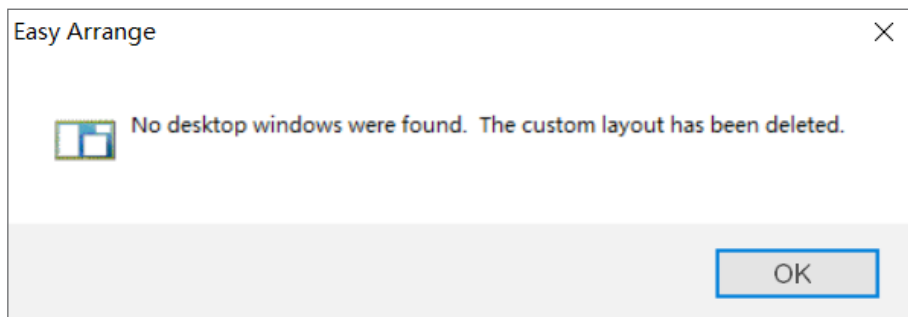 Easy Arrange
No desktop windows were found.  The custom layout has been deleted.
OK